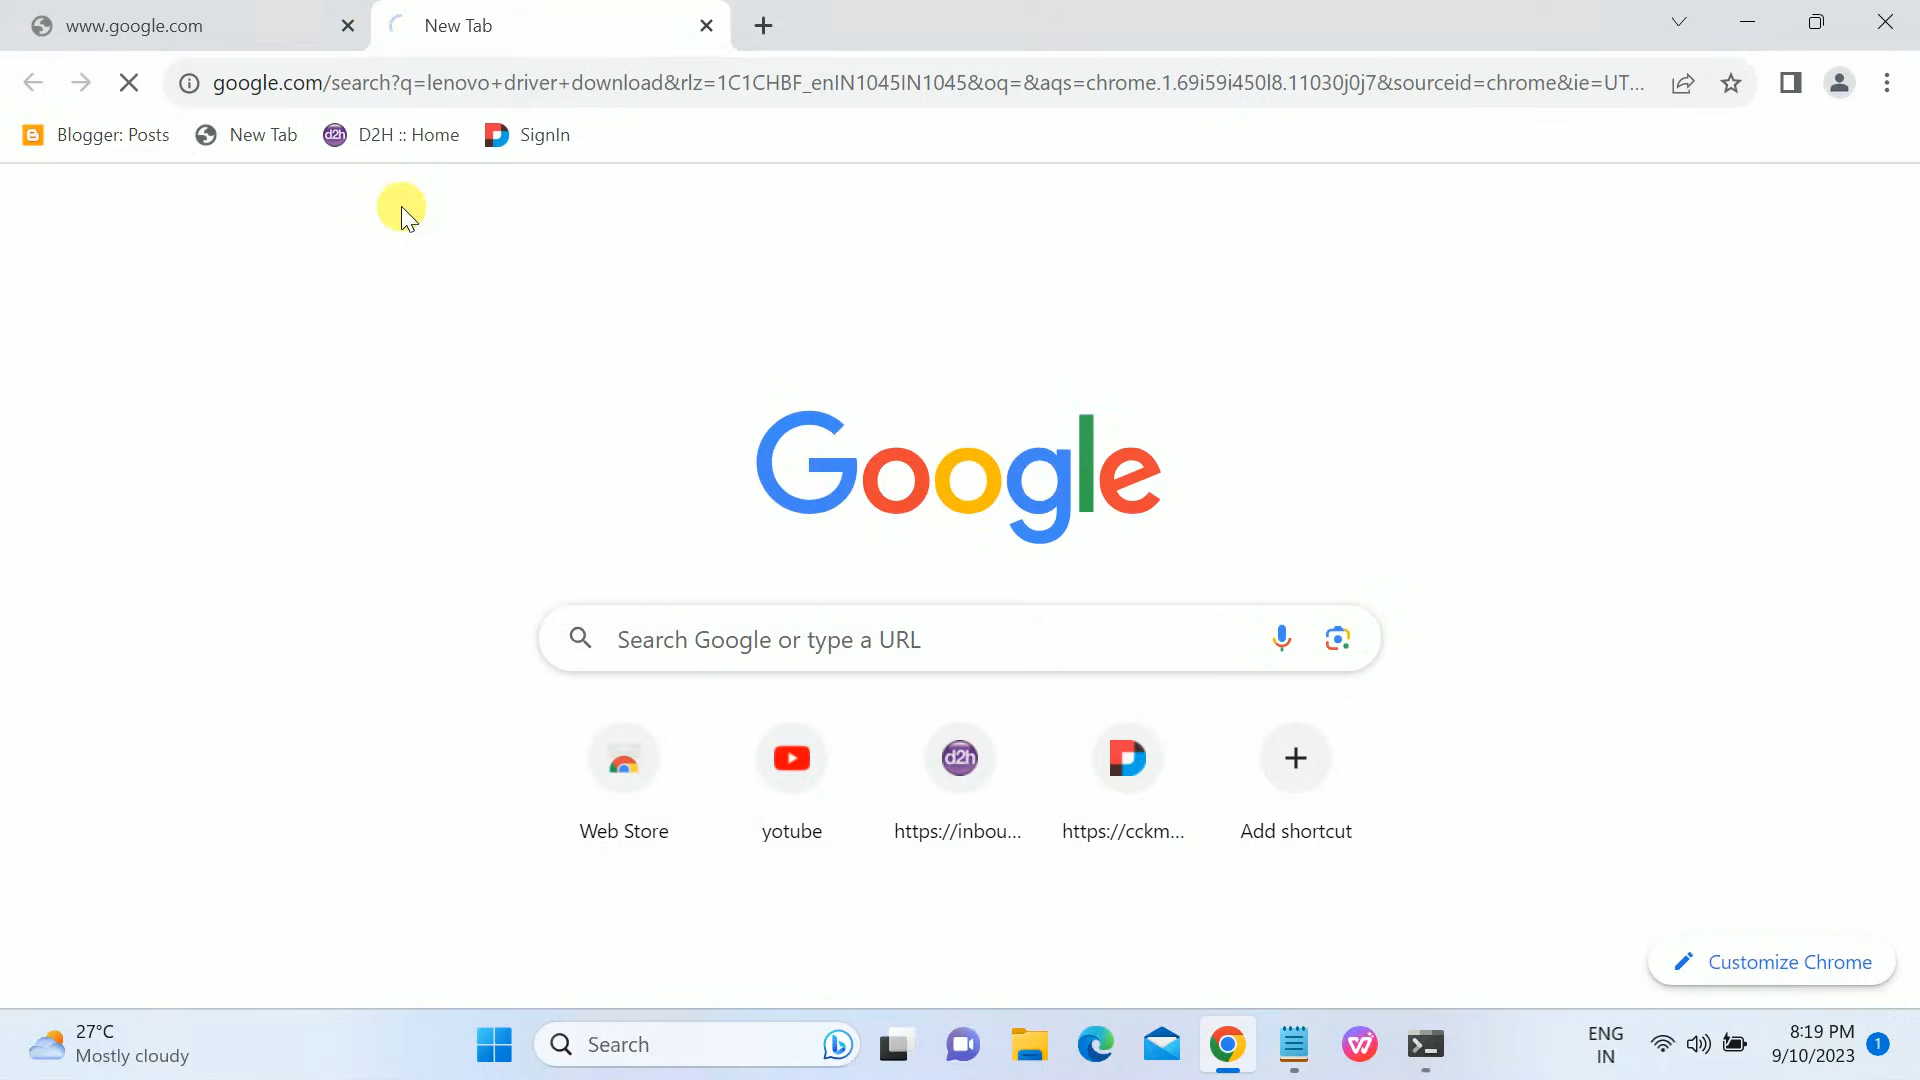 www.google.com
New Tab
google.com/search?q=lenovo+driver+download&rlz=1C1CHBF_enIN1045IN1045&oq=&aqs=chrome.1.69i59i450l8.11030j0j7&sourceid=chrome&ie=UT...
Blogger: Posts
New Tab
d2h
D2H :: Home
SignIn
Google
Search Google or type a URL
d2h
Web Store
yotube
https://inbou...
https://cckm...
Add shortcut
Customize Chrome
27°C
Mostly cloudy
Search
ENG
IN
8:19 PM
9/10/2023
1